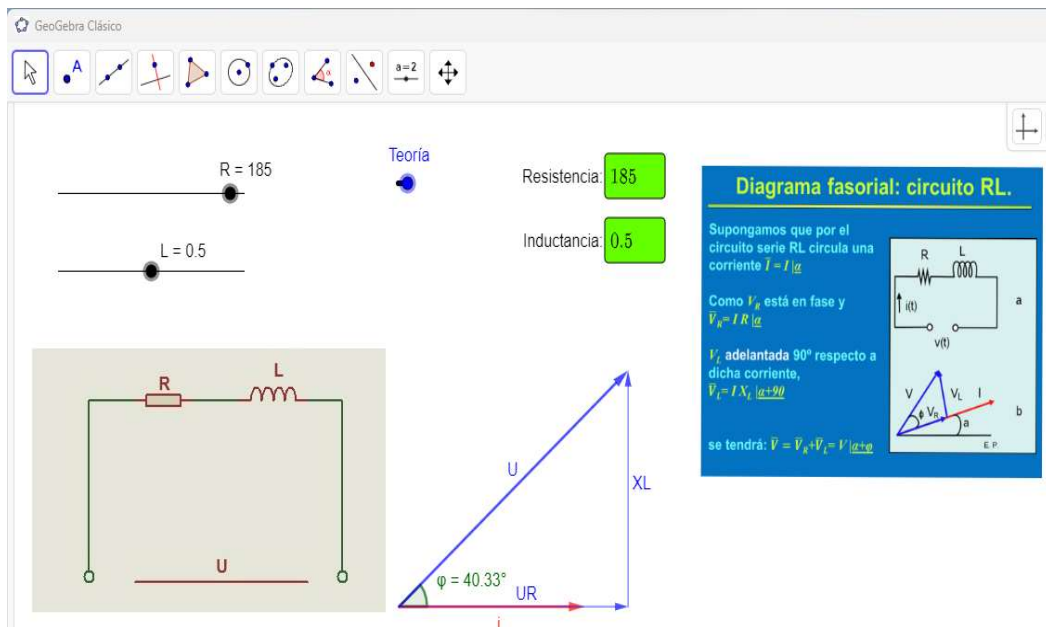 GeoGebra Clásico
A
α
a=2
R = 185
L = 0.5
Teoría
Resistencia: 185
Inductancia: 0.5
R
L
U
U
XL
φ = 40.33°
UR
i
Diagrama fasorial: circuito RL.
Supongamos que por el
circuito serie RL circula una
corriente Ī = I |α
Como V_R está en fase y
V̄_R= I R |α
V_L adelantada 90º respecto a
dicha corriente,
V̄_L= I X_L |α+90
se tendrá: V̄ = V̄_R+V̄_L= V |α+φ
R
L
i(t)
v(t)
a
V
V_L
I
ϕ
V_R
a
b
E. P.